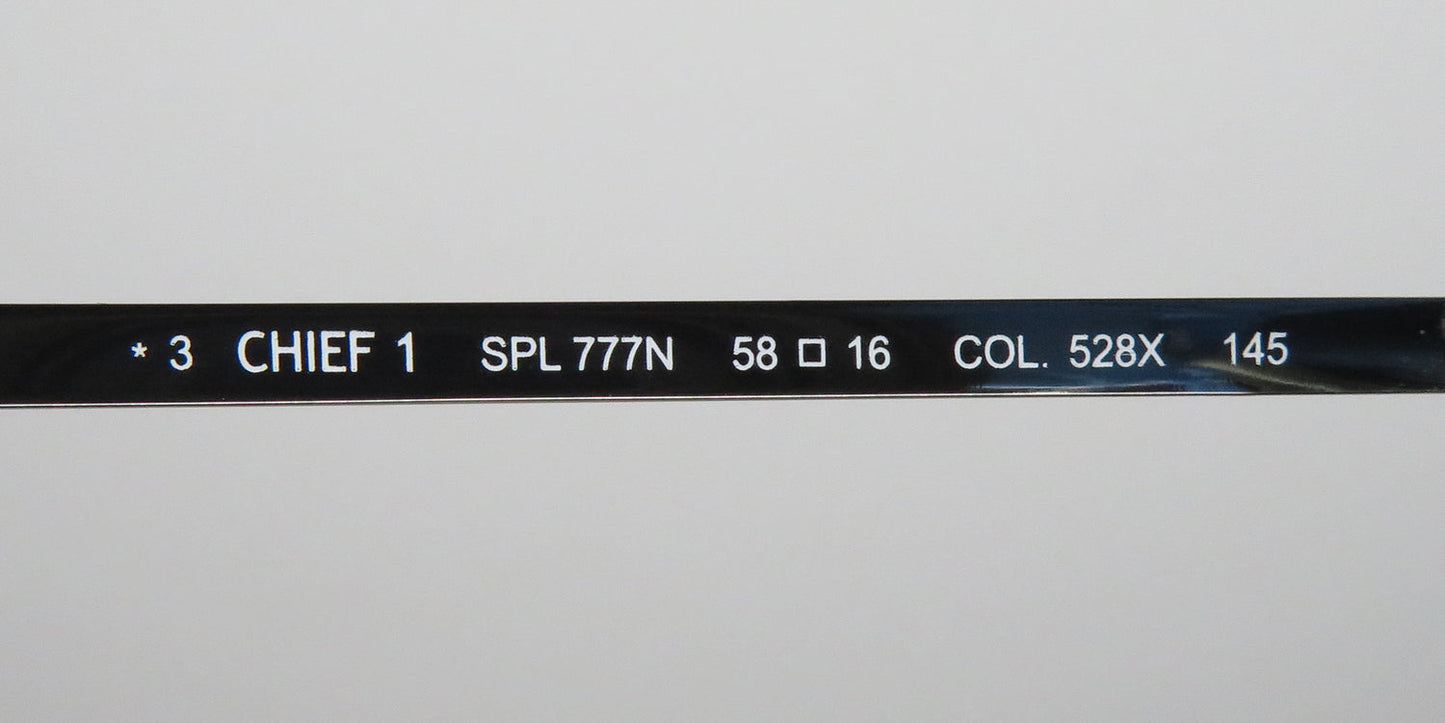 * 3 CHIEF 1 SPL 777N 58 □ 16 COL. 528X 145